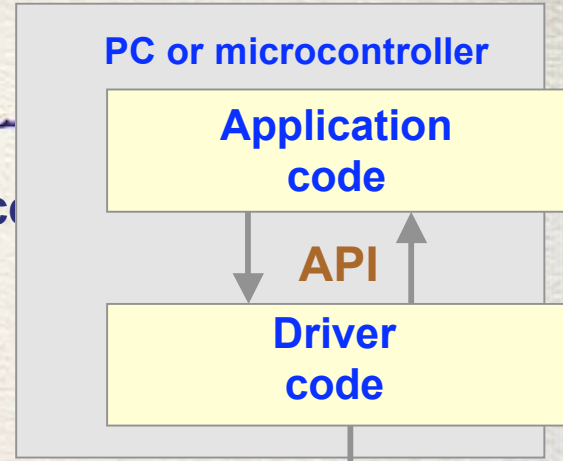 PC or microcontroller
Application
code
API
Driver
code